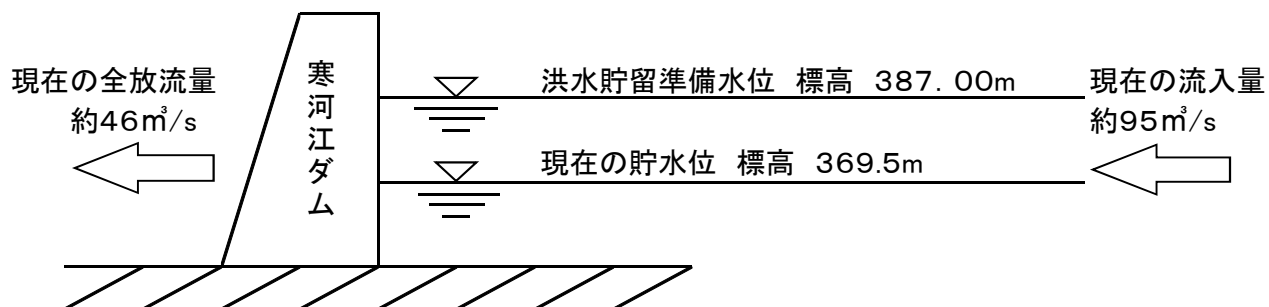 現在の全放流量
約46㎥/s
寒河江ダム
洪水貯留準備水位 標高 387.00m
現在の貯水位 標高 369.5m
現在の流入量
約95㎥/s